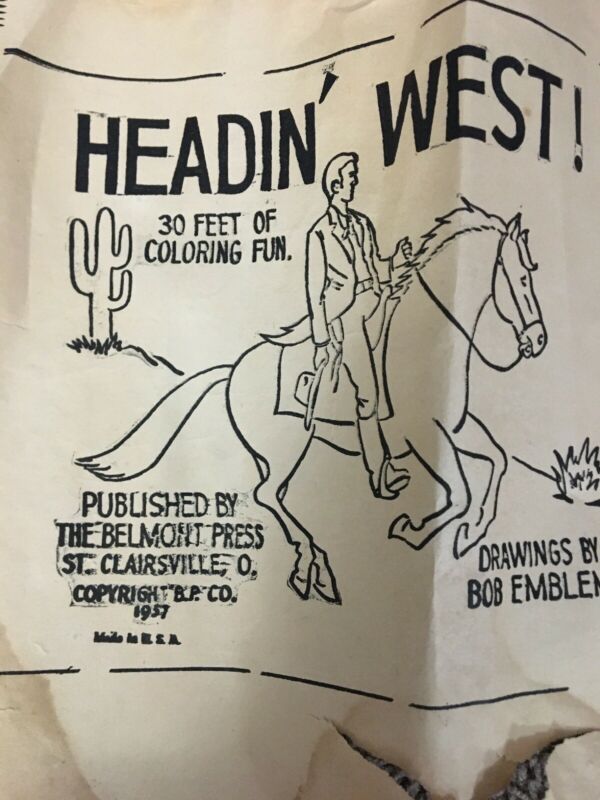 HEADIN' WEST!
30 FEET OF
COLORING FUN.
PUBLISHED BY
THE BELMONT PRESS
ST. CLAIRSVILLE, O.
COPYRIGHT B.P. CO.
1957
Made In U. S. A.
DRAWINGS BY
BOB EMBLEN